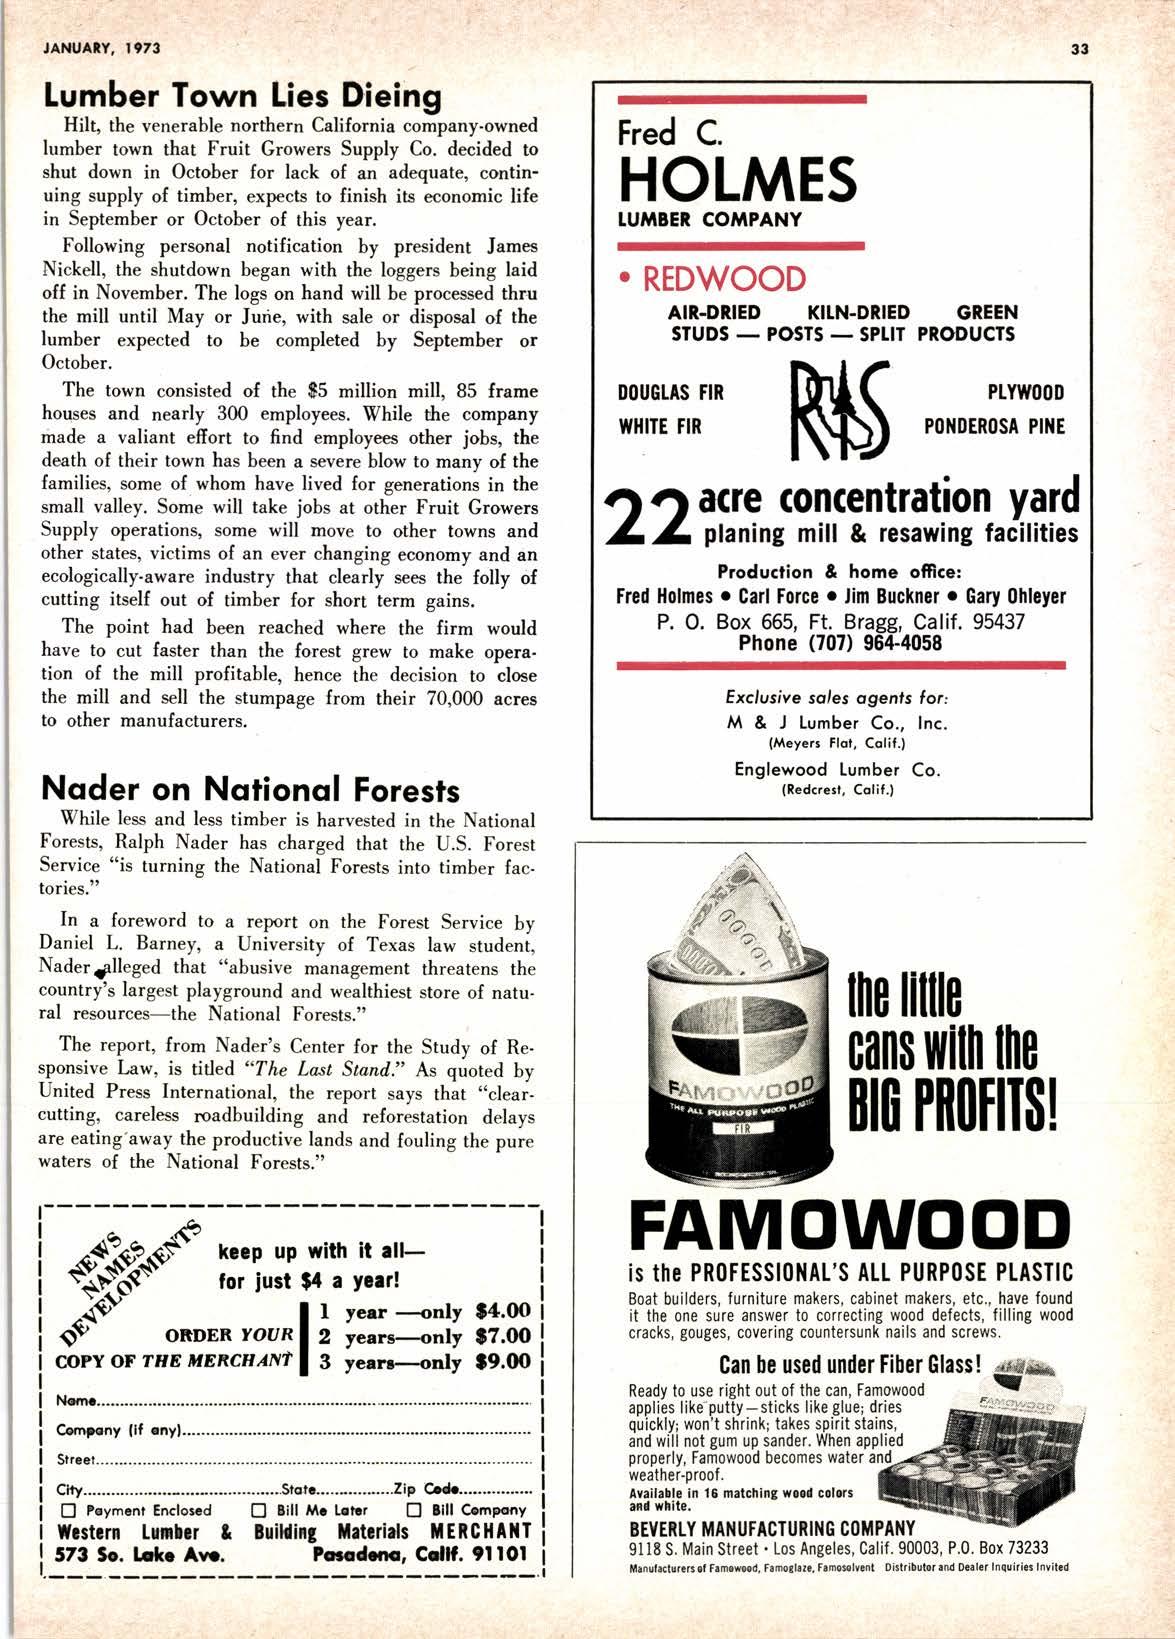 JANUARY, 1973
33
Lumber Town Lies Dieing
Hilt, the venerable northern California company-owned
lumber town that Fruit Growers Supply Co. decided to
shut down in October for lack of an adequate, contin-
uing supply of timber, expects to finish its economic life
in September or October of this year.
Following personal notification by president James
Nickell, the shutdown began with the loggers being laid
off in November. The logs on hand will be processed thru
the mill until May or June, with sale or disposal of the
lumber expected to be completed by September or
October.
The town consisted of the $5 million mill, 85 frame
houses and nearly 300 employees. While the company
made a valiant effort to find employees other jobs, the
death of their town has been a severe blow to many of the
families, some of whom have lived for generations in the
small valley. Some will take jobs at other Fruit Growers
Supply operations, some will move to other towns and
other states, victims of an ever changing economy and an
ecologically-aware industry that clearly sees the folly of
cutting itself out of timber for short term gains.
The point had been reached where the firm would
have to cut faster than the forest grew to make opera-
tion of the mill profitable, hence the decision to close
the mill and sell the stumpage from their 70,000 acres
to other manufacturers.
Nader on National Forests
While less and less timber is harvested in the National
Forests, Ralph Nader has charged that the U.S. Forest
Service “is turning the National Forests into timber fac-
tories.”
In a foreword to a report on the Forest Service by
Daniel L. Barney, a University of Texas law student,
Nader alleged that “abusive management threatens the
country’s largest playground and wealthiest store of natu-
ral resources—the National Forests.”
The report, from Nader’s Center for the Study of Re-
sponsive Law, is titled “The Last Stand.” As quoted by
United Press International, the report says that “clear-
cutting, careless roadbuilding and reforestation delays
are eating away the productive lands and fouling the pure
waters of the National Forests.”
NEWS
NAMES
DEVELOPMENTS
keep up with it all—
for just $4 a year!
ORDER YOUR
COPY OF THE MERCHANT
1 year —only $4.00
2 years—only $7.00
3 years—only $9.00
Name
Company (if any)
Street
City State Zip Code
Payment Enclosed Bill Me Later Bill Company
Western Lumber & Building Materials MERCHANT
573 So. Lake Ave. Pasadena, Calif. 91101
Fred C.
HOLMES
LUMBER COMPANY
• REDWOOD
AIR-DRIED KILN-DRIED GREEN
STUDS — POSTS — SPLIT PRODUCTS
DOUGLAS FIR PLYWOOD
WHITE FIR PONDEROSA PINE
22 acre concentration yard
planing mill & resawing facilities
Production & home office:
Fred Holmes • Carl Force • Jim Buckner • Gary Ohleyer
P. O. Box 665, Ft. Bragg, Calif. 95437
Phone (707) 964-4058
Exclusive sales agents for:
M & J Lumber Co., Inc.
(Meyers Flat, Calif.)
Englewood Lumber Co.
(Redcrest, Calif.)
FAMOWOOD
THE ALL PURPOSE WOOD PLASTIC
FIR
the little
cans with the
BIG PROFITS!
FAMOWOOD
is the PROFESSIONAL'S ALL PURPOSE PLASTIC
Boat builders, furniture makers, cabinet makers, etc., have found
it the one sure answer to correcting wood defects, filling wood
cracks, gouges, covering countersunk nails and screws.
Can be used under Fiber Glass!
Ready to use right out of the can, Famowood
applies like putty—sticks like glue; dries
quickly; won't shrink; takes spirit stains,
and will not gum up sander. When applied
properly, Famowood becomes water and
weather-proof.
Available in 16 matching wood colors
and white.
FAMOWOOD
BEVERLY MANUFACTURING COMPANY
9118 S. Main Street • Los Angeles, Calif. 90003, P.O. Box 73233
Manufacturers of Famowood, Famoglaze, Famosolvent Distributor and Dealer Inquiries Invited